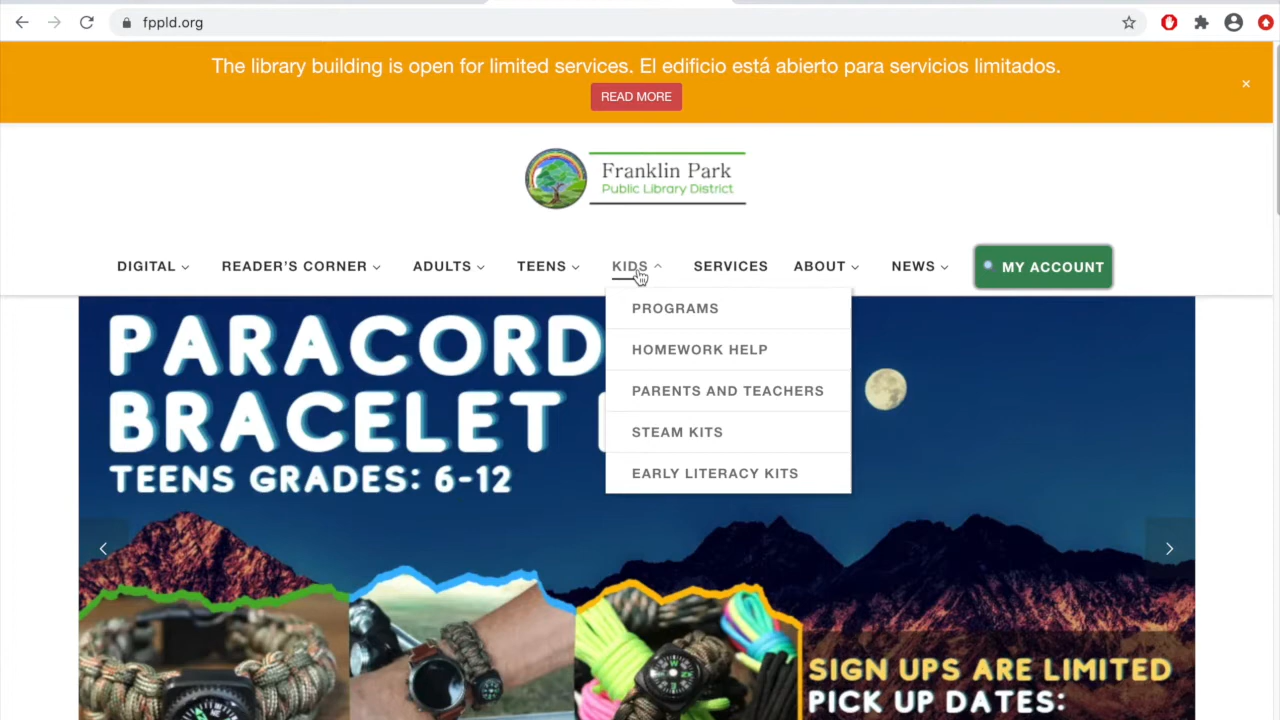 fppld.org
The library building is open for limited services. El edificio está abierto para servicios limitados.
READ MORE
Franklin Park
Public Library District
DIGITAL
READER'S CORNER
ADULTS
TEENS
KIDS
SERVICES
ABOUT
NEWS
MY ACCOUNT
PROGRAMS
HOMEWORK HELP
PARENTS AND TEACHERS
STEAM KITS
EARLY LITERACY KITS
PARACORD
BRACELET
TEENS GRADES: 6-12
SIGN UPS ARE LIMITED
PICK UP DATES: